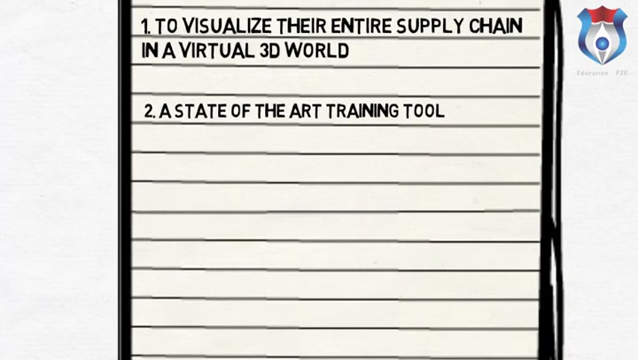 1. TO VISUALIZE THEIR ENTIRE SUPPLY CHAIN
IN A VIRTUAL 3D WORLD
2. A STATE OF THE ART TRAINING TOOL
Education FZE